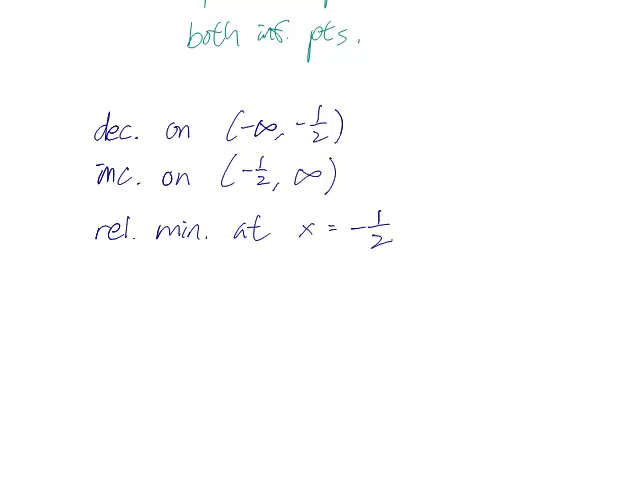 both inf. pts.
dec. on (-∞, -1/2)
inc. on (-1/2, ∞)
rel. min. at x = -1/2